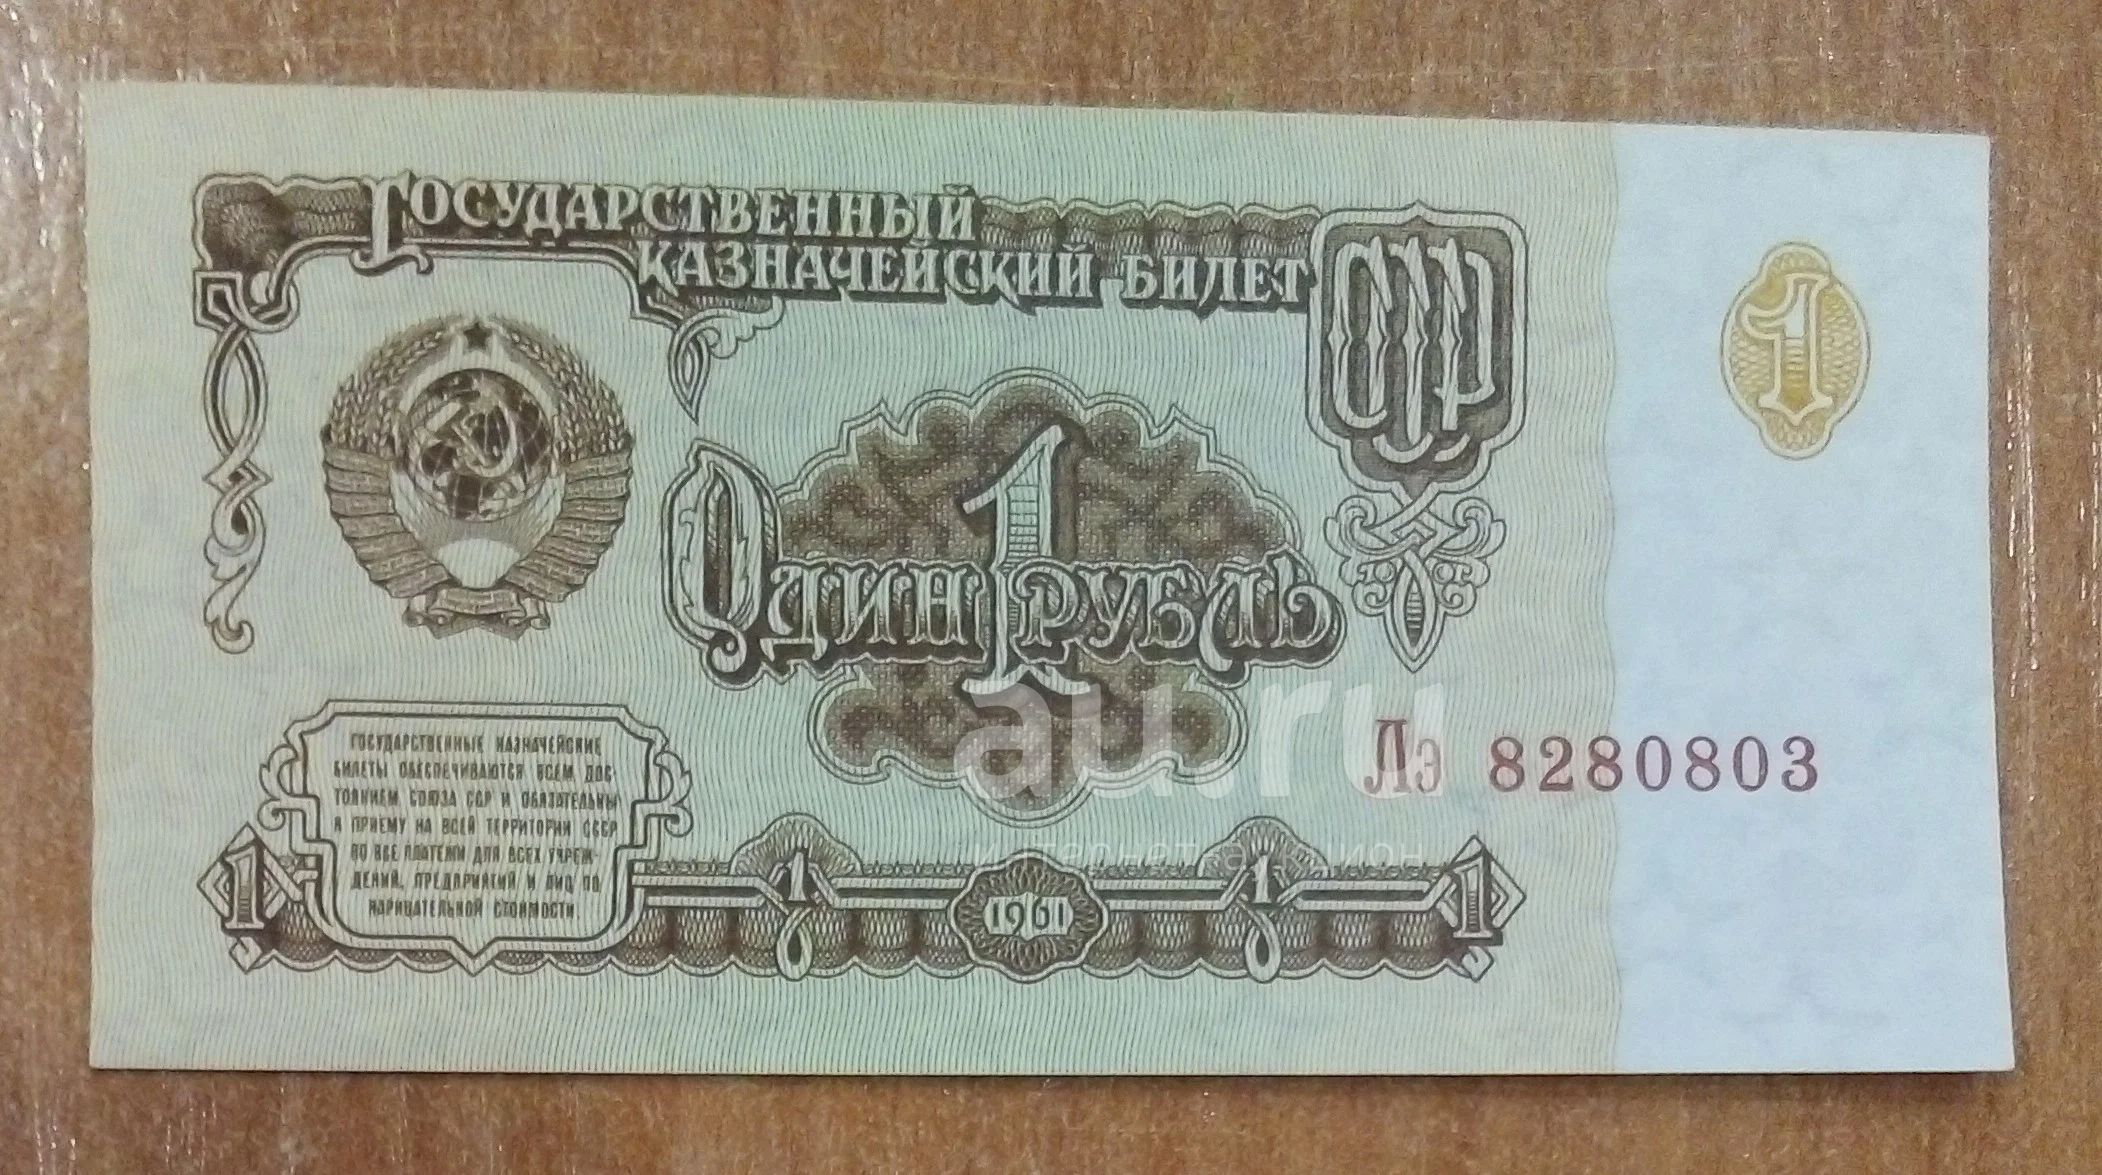 Государственный
казначейский билет
СССР
1
1
Один рубль
Государственные казначейские
билеты обеспечиваются всем дос-
тоянием Союза ССР и обязательны
к приему на всей территории СССР
во все платежи для всех учреж-
дений, предприятий и лиц по
нарицательной стоимости.
au.ru
интернет аукцион
Лэ 8280803
1 1 1961 1 1